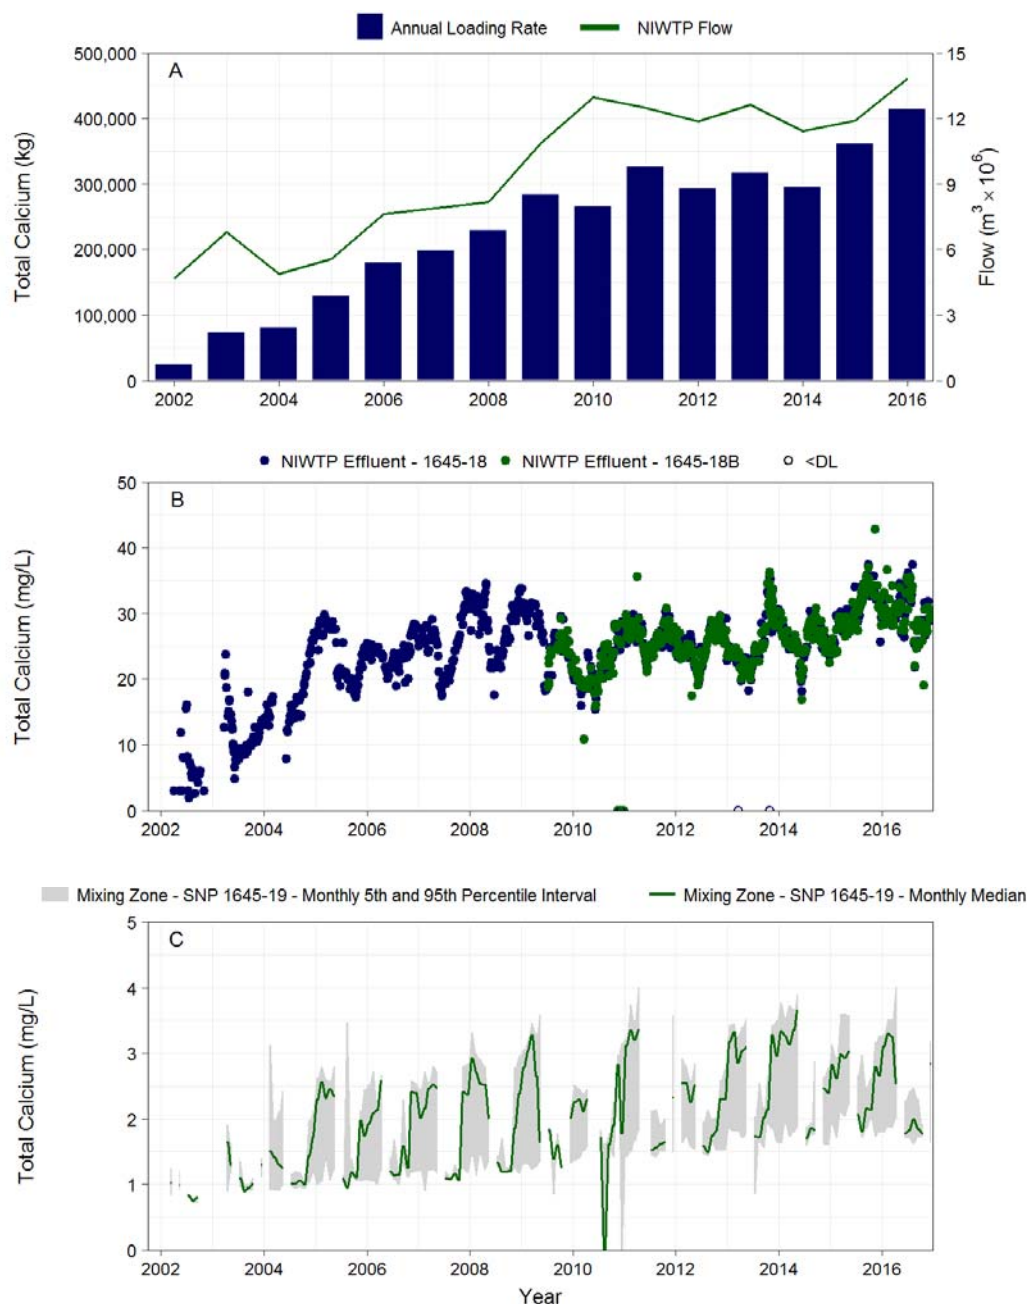 Annual Loading Rate NIWTP Flow
A
Total Calcium (kg)
500,000
400,000
300,000
200,000
100,000
0
15
12
9
6
3
0
Flow (m³ × 10⁶)
2002 2004 2006 2008 2010 2012 2014 2016
NIWTP Effluent - 1645-18 NIWTP Effluent - 1645-18B <DL
B
Total Calcium (mg/L)
50
40
30
20
10
0
2002 2004 2006 2008 2010 2012 2014 2016
Mixing Zone - SNP 1645-19 - Monthly 5th and 95th Percentile Interval Mixing Zone - SNP 1645-19 - Monthly Median
C
Total Calcium (mg/L)
5
4
3
2
1
0
2002 2004 2006 2008 2010 2012 2014 2016
Year